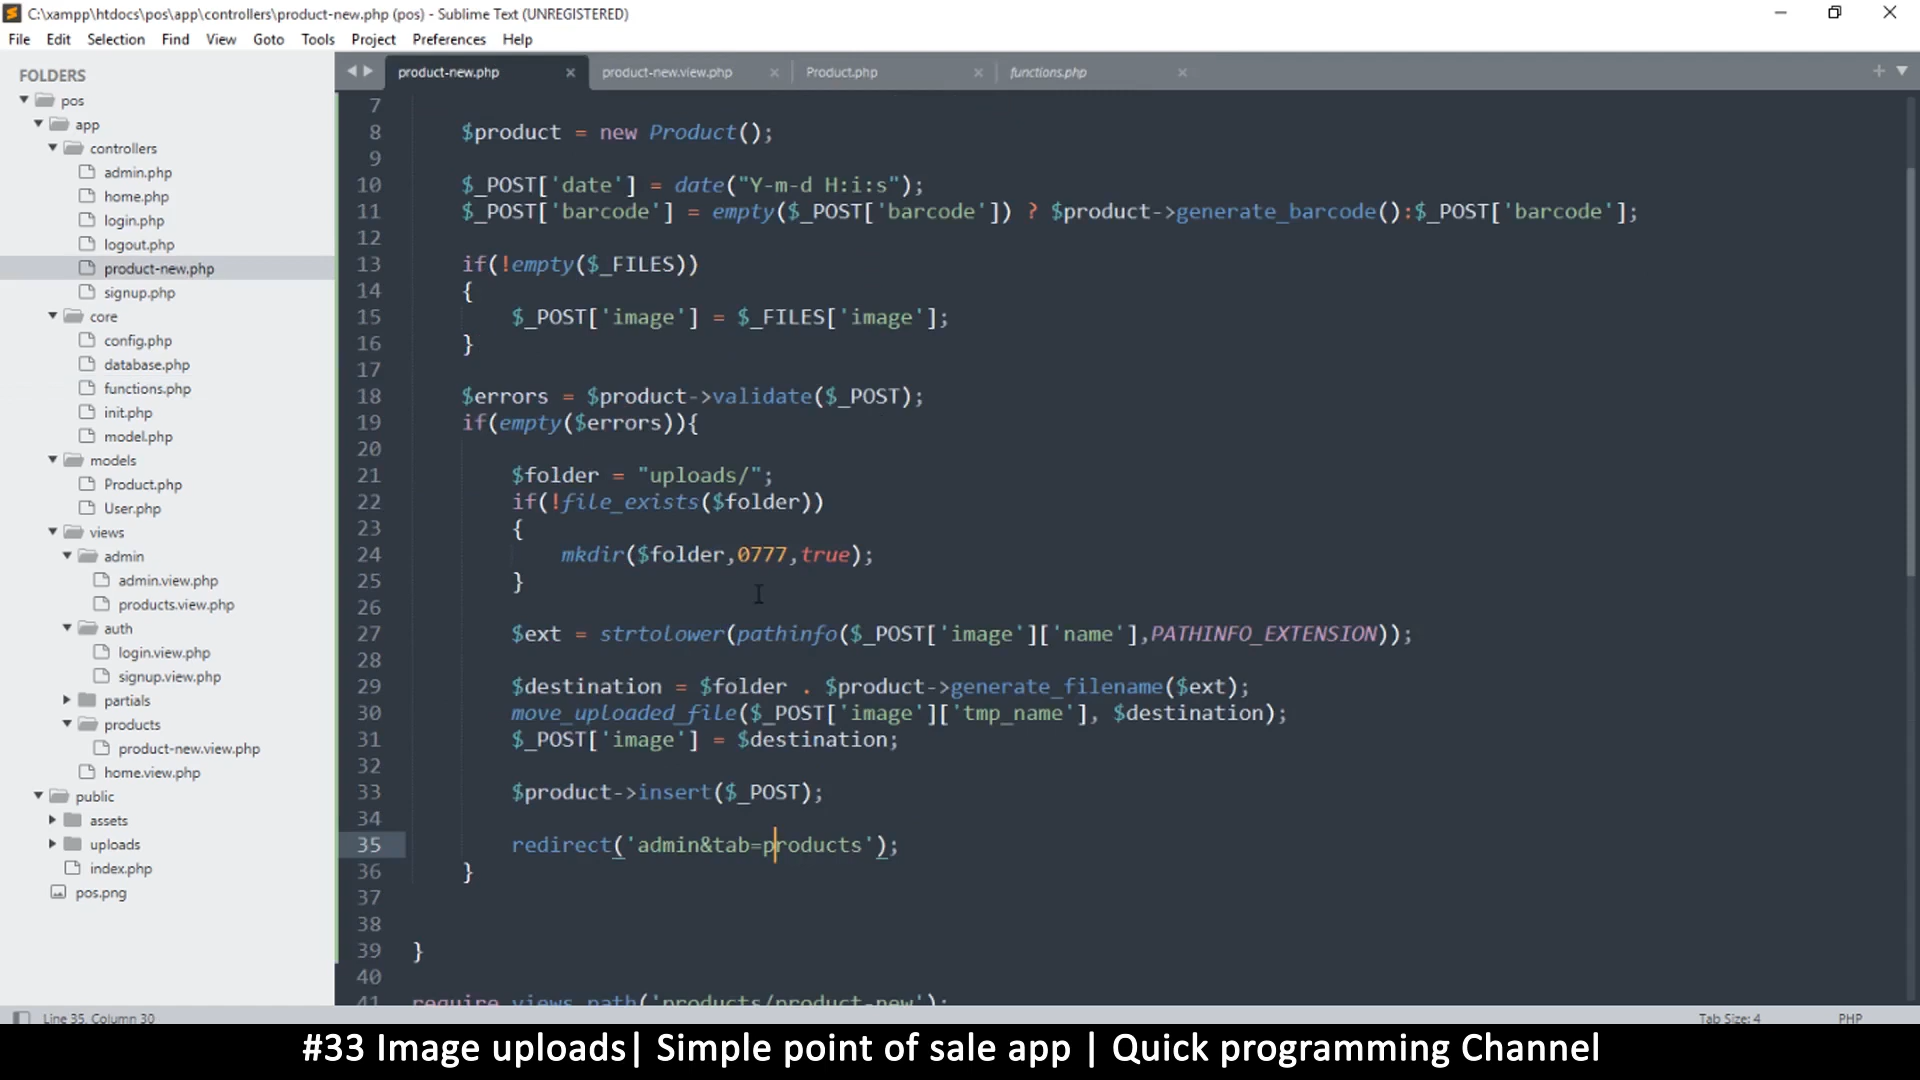 C:\xampp\htdocs\pos\app\controllers\product-new.php (pos) - Sublime Text (UNREGISTERED)
File Edit Selection Find View Goto Tools Project Preferences Help
FOLDERS
pos
app
controllers
admin.php
home.php
login.php
logout.php
product-new.php
signup.php
core
config.php
database.php
functions.php
init.php
model.php
models
Product.php
User.php
views
admin
admin.view.php
products.view.php
auth
login.view.php
signup.view.php
partials
products
product-new.view.php
home.view.php
public
assets
uploads
index.php
pos.png
product-new.php product-new.view.php Product.php functions.php
7
8 $product = new Product();
9
10 $_POST['date'] = date("Y-m-d H:i:s");
11 $_POST['barcode'] = empty($_POST['barcode']) ? $product->generate_barcode():$_POST['barcode'];
12
13 if(!empty($_FILES))
14 {
15 $_POST['image'] = $_FILES['image'];
16 }
17
18 $errors = $product->validate($_POST);
19 if(empty($errors)){
20
21 $folder = "uploads/";
22 if(!file_exists($folder))
23 {
24 mkdir($folder,0777,true);
25 }
26
27 $ext = strtolower(pathinfo($_POST['image']['name'],PATHINFO_EXTENSION));
28
29 $destination = $folder . $product->generate_filename($ext);
30 move_uploaded_file($_POST['image']['tmp_name'], $destination);
31 $_POST['image'] = $destination;
32
33 $product->insert($_POST);
34
35 redirect('admin&tab=products');
36 }
37
38
39 }
40
41 require views_path('products/product-new');
Line 35, Column 30 Tab Size: 4 PHP
#33 Image uploads| Simple point of sale app | Quick programming Channel